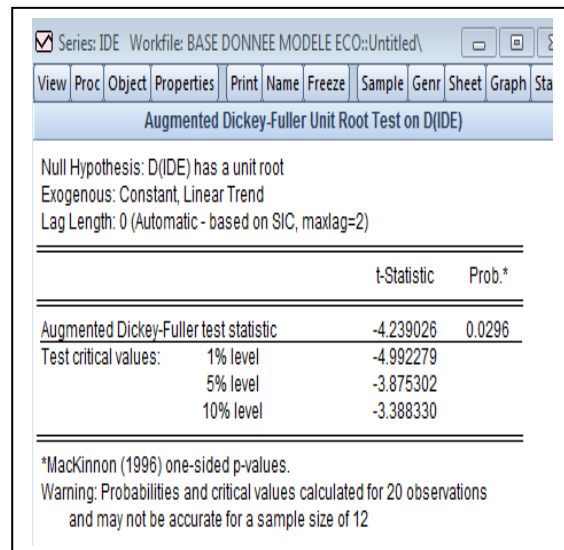 Series: IDE Workfile: BASE DONNEE MODELE ECO::Untitled\
View Proc Object Properties Print Name Freeze Sample Genr Sheet Graph Sta
Augmented Dickey-Fuller Unit Root Test on D(IDE)
Null Hypothesis: D(IDE) has a unit root
Exogenous: Constant, Linear Trend
Lag Length: 0 (Automatic - based on SIC, maxlag=2)
t-Statistic Prob.*
Augmented Dickey-Fuller test statistic -4.239026 0.0296
Test critical values: 1% level -4.992279
5% level -3.875302
10% level -3.388330
*MacKinnon (1996) one-sided p-values.
Warning: Probabilities and critical values calculated for 20 observations
and may not be accurate for a sample size of 12